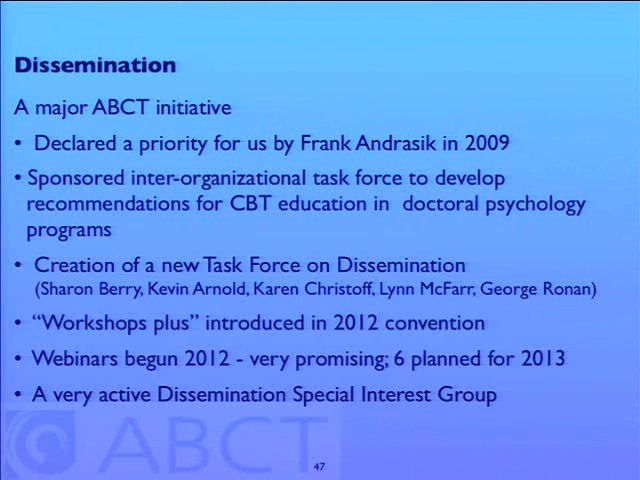 Dissemination
A major ABCT initiative
• Declared a priority for us by Frank Andrasik in 2009
• Sponsored inter-organizational task force to develop
recommendations for CBT education in doctoral psychology
programs
• Creation of a new Task Force on Dissemination
(Sharon Berry, Kevin Arnold, Karen Christoff, Lynn McFarr, George Ronan)
• “Workshops plus” introduced in 2012 convention
• Webinars begun 2012 - very promising; 6 planned for 2013
• A very active Dissemination Special Interest Group
ABCT
47